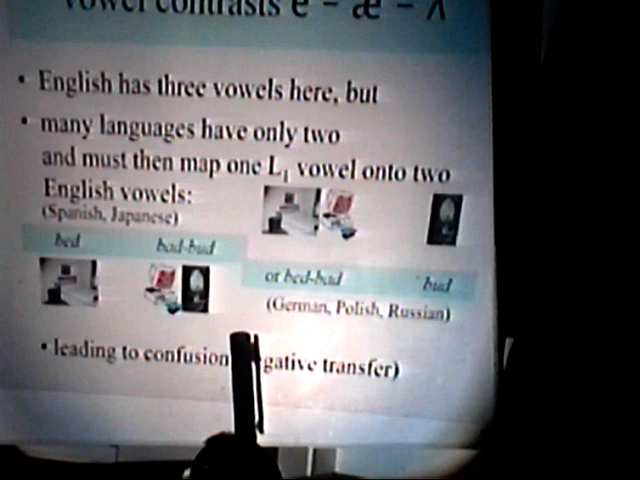 vowel contrasts e - æ - ʌ
• English has three vowels here, but
• many languages have only two
and must then map one L₁ vowel onto two
English vowels:
(Spanish, Japanese)
bed bad-bud
or bed-bad bud
(German, Polish, Russian)
• leading to confusion gative transfer)